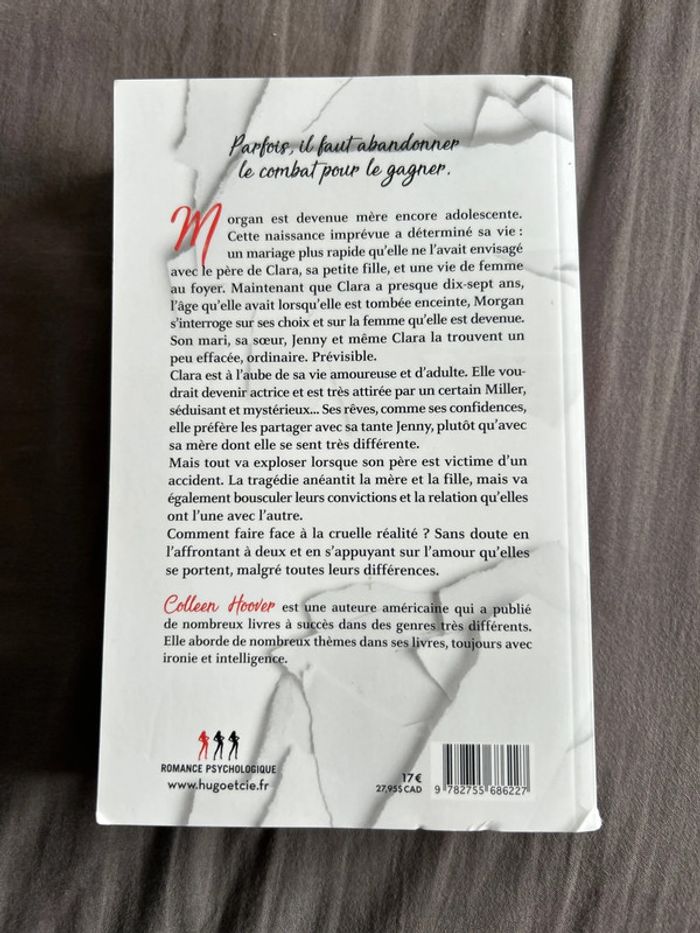 Parfois, il faut abandonner
le combat pour le gagner.
Morgan est devenue mère encore adolescente.
Cette naissance imprévue a déterminé sa vie :
un mariage plus rapide qu'elle ne l'avait envisagé
avec le père de Clara, sa petite fille, et une vie de femme
au foyer. Maintenant que Clara a presque dix-sept ans,
l'âge qu'elle avait lorsqu'elle est tombée enceinte, Morgan
s'interroge sur ses choix et sur la femme qu'elle est devenue.
Son mari, sa sœur, Jenny et même Clara la trouvent un
peu effacée, ordinaire. Prévisible.
Clara est à l'aube de sa vie amoureuse et d'adulte. Elle vou-
drait devenir actrice et est très attirée par un certain Miller,
séduisant et mystérieux... Ses rêves, comme ses confidences,
elle préfère les partager avec sa tante Jenny, plutôt qu'avec
sa mère dont elle se sent très différente.
Mais tout va exploser lorsque son père est victime d'un
accident. La tragédie anéantit la mère et la fille, mais va
également bousculer leurs convictions et la relation qu'elles
ont l'une avec l'autre.
Comment faire face à la cruelle réalité ? Sans doute en
l'affrontant à deux et en s'appuyant sur l'amour qu'elles
se portent, malgré toutes leurs différences.
Colleen Hoover est une auteure américaine qui a publié
de nombreux livres à succès dans des genres très différents.
Elle aborde de nombreux thèmes dans ses livres, toujours avec
ironie et intelligence.
ROMANCE PSYCHOLOGIQUE
www.hugoetcie.fr
17€
27,95$CAD
9 782755 686227